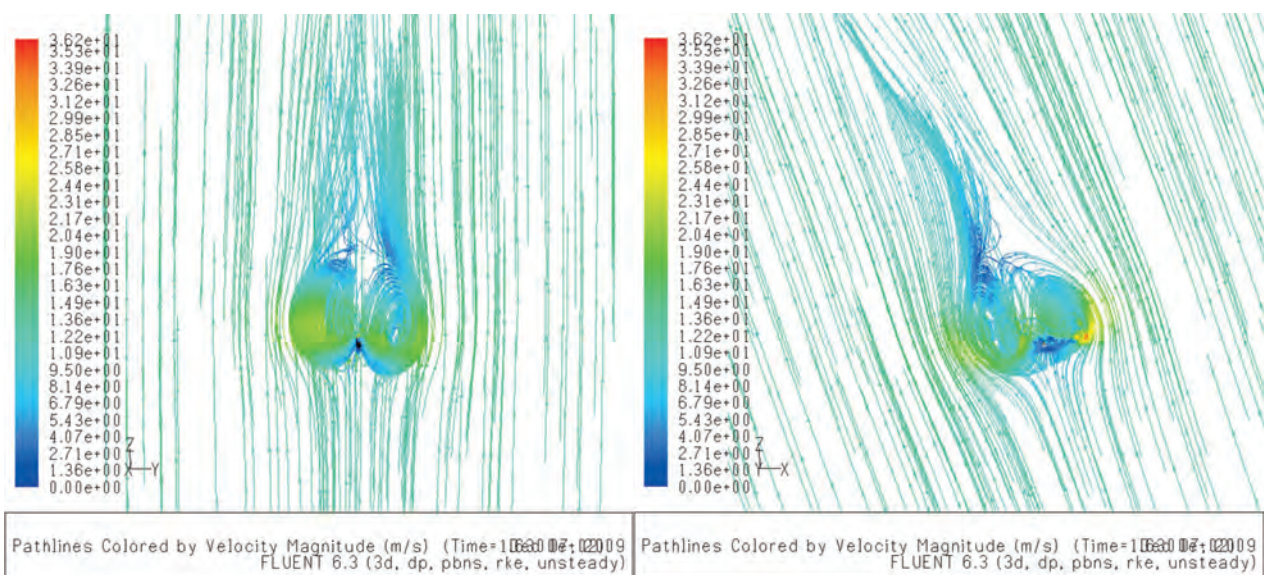 3.62e+01
3.53e+01
3.39e+01
3.26e+01
3.12e+01
2.99e+01
2.85e+01
2.71e+01
2.58e+01
2.44e+01
2.31e+01
2.17e+01
2.04e+01
1.90e+01
1.76e+01
1.63e+01
1.49e+01
1.36e+01
1.22e+01
1.09e+01
9.50e+00
8.14e+00
6.79e+00
5.43e+00
4.07e+00
2.71e+00
1.36e+00
0.00e+00
Z
X Y
Pathlines Colored by Velocity Magnitude (m/s) (Time=
FLUENT 6.3 (3d, dp, pbns, rke, unsteady)
3.62e+01
3.53e+01
3.39e+01
3.26e+01
3.12e+01
2.99e+01
2.85e+01
2.71e+01
2.58e+01
2.44e+01
2.31e+01
2.17e+01
2.04e+01
1.90e+01
1.76e+01
1.63e+01
1.49e+01
1.36e+01
1.22e+01
1.09e+01
9.50e+00
8.14e+00
6.79e+00
5.43e+00
4.07e+00
2.71e+00
1.36e+00
0.00e+00
Z
Y X
Pathlines Colored by Velocity Magnitude (m/s) (Time=
FLUENT 6.3 (3d, dp, pbns, rke, unsteady)